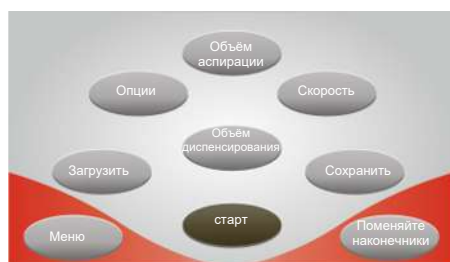 Объём
аспирации
Опции
Скорость
Объём
диспенсирования
Загрузить
Сохранить
старт
Меню
Поменяйте
наконечники